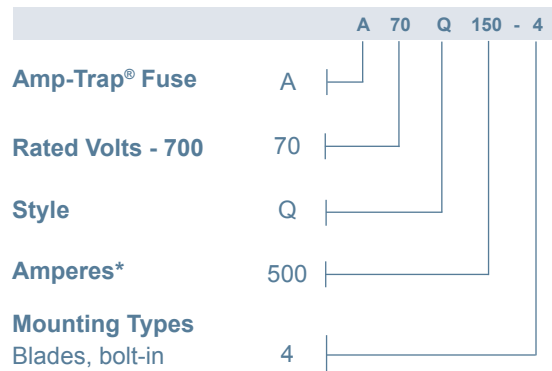 A 70 Q 150 - 4
Amp-Trap® Fuse A
Rated Volts - 700 70
Style Q
Amperes* 500
Mounting Types
Blades, bolt-in 4